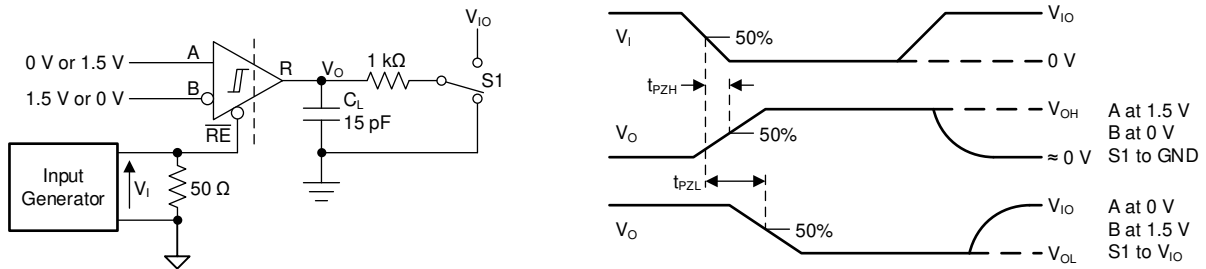 V_IO
0 V or 1.5 V
A
R
V_O
1 kΩ
S1
1.5 V or 0 V
B
C_L
15 pF
RE
Input
Generator
V_I
50 Ω
V_I
50%
V_IO
0 V
t_PZH
V_O
50%
V_OH
≈ 0 V
A at 1.5 V
B at 0 V
S1 to GND
t_PZL
V_O
50%
V_IO
V_OL
A at 0 V
B at 1.5 V
S1 to V_IO